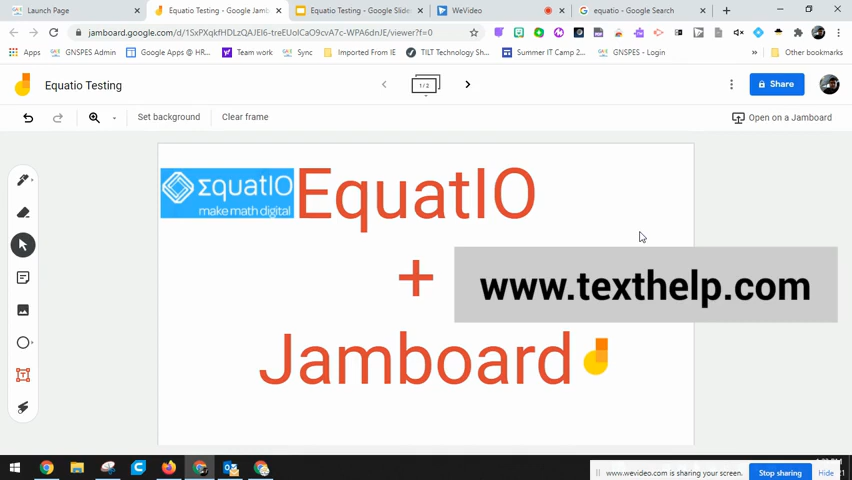 Launch Page
Equatio Testing - Google Jamb
Equatio Testing - Google Slide
WeVideo
equatio - Google Search
jamboard.google.com/d/1SxPXqkfHDLzQAJEI6-treEUoICaO9cvA7c-WPA6dnJE/viewer?f=0
Apps
GNSPES Admin
Google Apps @ HR...
Team work
Sync
Imported From IE
TILT Technology Sh...
Summer IT Camp 2...
GNSPES - Login
Other bookmarks
Equatio Testing
1/2
Share
Set background
Clear frame
Open on a Jamboard
ΣquatIO
make math digital
EquatIO
+
www.texthelp.com
Jamboard
www.wevideo.com is sharing your screen.
Stop sharing
Hide